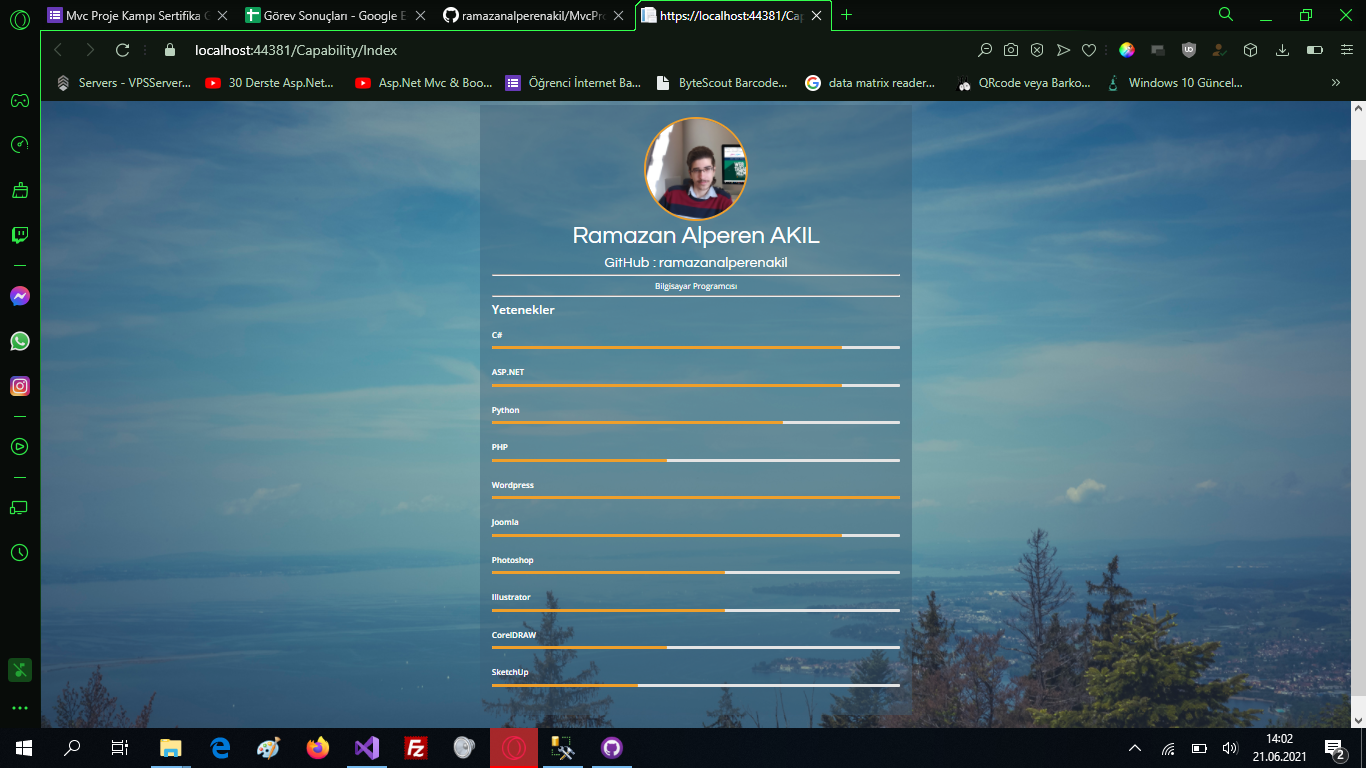 Mvc Proje Kampı Sertifika
Görev Sonuçları - Google
ramazanalperenakil/MvcPro
https://localhost:44381/Cap
localhost:44381/Capability/Index
Servers - VPSServer...
30 Derste Asp.Net...
Asp.Net Mvc & Boo...
Öğrenci İnternet Ba...
ByteScout Barcode...
data matrix reader...
QRcode veya Barko...
Windows 10 Güncel...
Ramazan Alperen AKIL
GitHub : ramazanalperenakil
Bilgisayar Programcısı
Yetenekler
C#
ASP.NET
Python
PHP
Wordpress
Joomla
Photoshop
Illustrator
CorelDRAW
SketchUp
14:02
21.06.2021
2